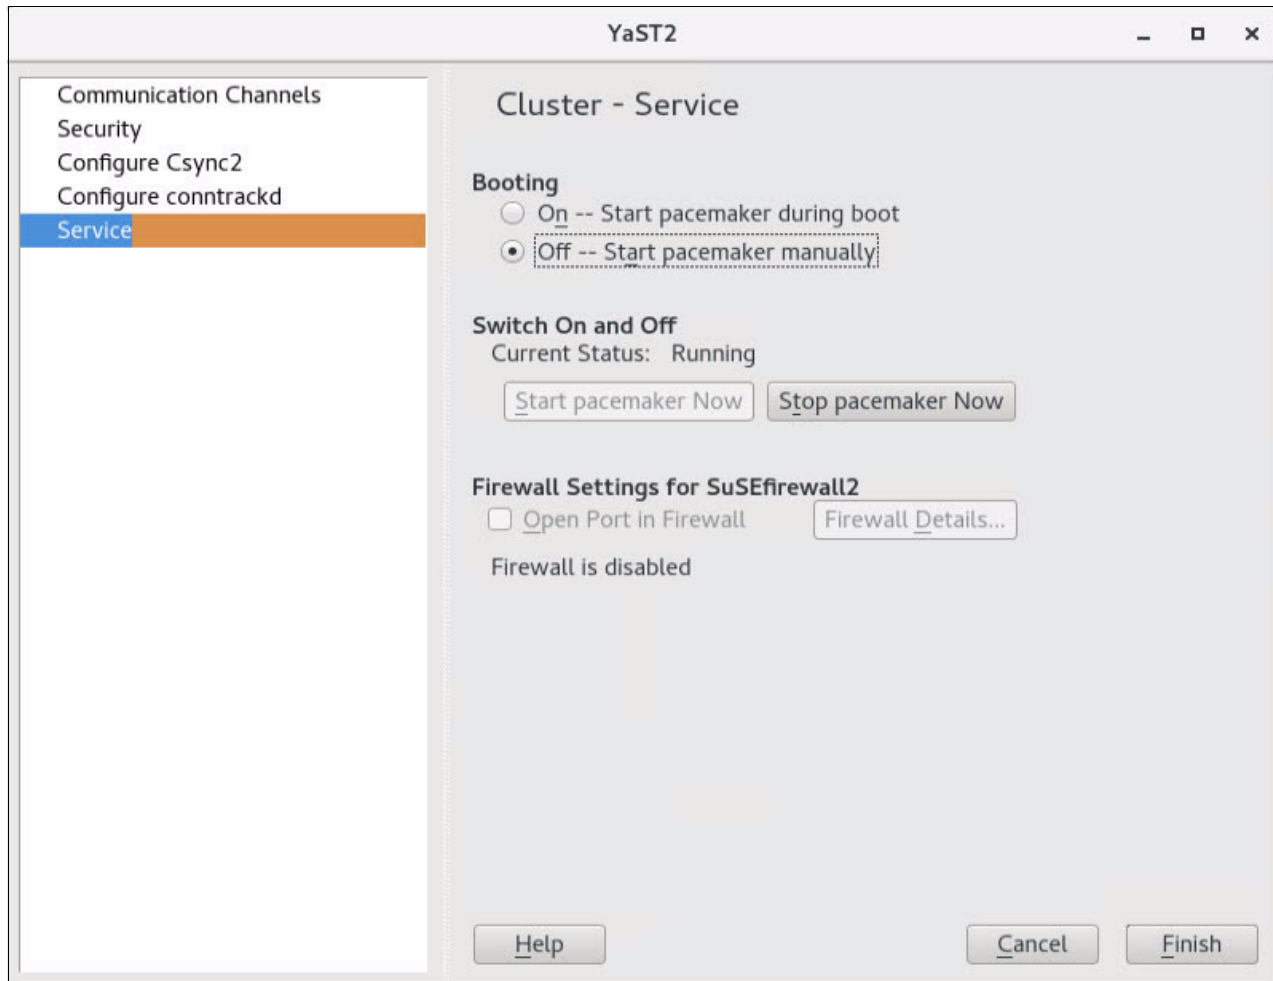 YaST2
Communication Channels
Security
Configure Csync2
Configure conntrackd
Service
Cluster - Service
Booting
On -- Start pacemaker during boot
Off -- Start pacemaker manually
Switch On and Off
Current Status: Running
Start pacemaker Now Stop pacemaker Now
Firewall Settings for SuSEfirewall2
Open Port in Firewall Firewall Details...
Firewall is disabled
Help Cancel Finish